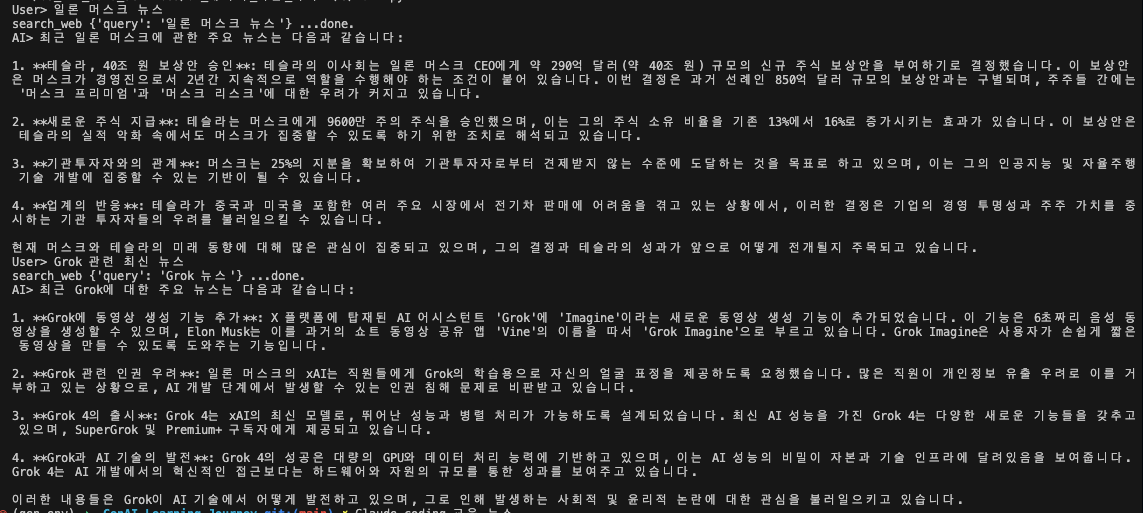 User> 일론 머스크 뉴스
search_web {'query': '일론 머스크 뉴스'} ...done.
AI> 최근 일론 머스크에 관한 주요 뉴스는 다음과 같습니다:
1. **테슬라, 40조 원 보상안 승인**: 테슬라의 이사회는 일론 머스크 CEO에게 약 290억 달러(약 40조 원) 규모의 신규 주식 보상안을 부여하기로 결정했습니다. 이 보상안
은 머스크가 경영진으로서 2년간 지속적으로 역할을 수행해야 하는 조건이 붙어 있습니다. 이번 결정은 과거 선례인 850억 달러 규모의 보상안과는 구별되며, 주주들 간에는
'머스크 프리미엄'과 '머스크 리스크'에 대한 우려가 커지고 있습니다.
2. **새로운 주식 지급**: 테슬라는 머스크에게 9600만 주의 주식을 승인했으며, 이는 그의 주식 소유 비율을 기존 13%에서 16%로 증가시키는 효과가 있습니다. 이 보상안은
테슬라의 실적 악화 속에서도 머스크가 집중할 수 있도록 하기 위한 조치로 해석되고 있습니다.
3. **기관투자자와의 관계**: 머스크는 25%의 지분을 확보하여 기관투자자로부터 견제받지 않는 수준에 도달하는 것을 목표로 하고 있으며, 이는 그의 인공지능 및 자율주행
기술 개발에 집중할 수 있는 기반이 될 수 있습니다.
4. **업계의 반응**: 테슬라가 중국과 미국을 포함한 여러 주요 시장에서 전기차 판매에 어려움을 겪고 있는 상황에서, 이러한 결정은 기업의 경영 투명성과 주주 가치를 중
시하는 기관 투자자들의 우려를 불러일으킬 수 있습니다.
현재 머스크와 테슬라의 미래 동향에 대해 많은 관심이 집중되고 있으며, 그의 결정과 테슬라의 성과가 앞으로 어떻게 전개될지 주목되고 있습니다.
User> Grok 관련 최신 뉴스
search_web {'query': 'Grok 뉴스'} ...done.
AI> 최근 Grok에 대한 주요 뉴스는 다음과 같습니다:
1. **Grok에 동영상 생성 기능 추가**: X 플랫폼에 탑재된 AI 어시스턴트 'Grok'에 'Imagine'이라는 새로운 동영상 생성 기능이 추가되었습니다. 이 기능은 6초짜리 음성 동
영상을 생성할 수 있으며, Elon Musk는 이를 과거의 쇼트 동영상 공유 앱 'Vine'의 이름을 따서 'Grok Imagine'으로 부르고 있습니다. Grok Imagine은 사용자가 손쉽게 짧은
동영상을 만들 수 있도록 도와주는 기능입니다.
2. **Grok 관련 인권 우려**: 일론 머스크의 xAI는 직원들에게 Grok의 학습용으로 자신의 얼굴 표정을 제공하도록 요청했습니다. 많은 직원이 개인정보 유출 우려로 이를 거
부하고 있는 상황으로, AI 개발 단계에서 발생할 수 있는 인권 침해 문제로 비판받고 있습니다.
3. **Grok 4의 출시**: Grok 4는 xAI의 최신 모델로, 뛰어난 성능과 병렬 처리가 가능하도록 설계되었습니다. 최신 AI 성능을 가진 Grok 4는 다양한 새로운 기능들을 갖추고
있으며, SuperGrok 및 Premium+ 구독자에게 제공되고 있습니다.
4. **Grok과 AI 기술의 발전**: Grok 4의 성공은 대량의 GPU와 데이터 처리 능력에 기반하고 있으며, 이는 AI 성능의 비밀이 자본과 기술 인프라에 달려있음을 보여줍니다.
Grok 4는 AI 개발에서의 혁신적인 접근보다는 하드웨어와 자원의 규모를 통한 성과를 보여주고 있습니다.
이러한 내용들은 Grok이 AI 기술에서 어떻게 발전하고 있으며, 그로 인해 발생하는 사회적 및 윤리적 논란에 대한 관심을 불러일으키고 있습니다.